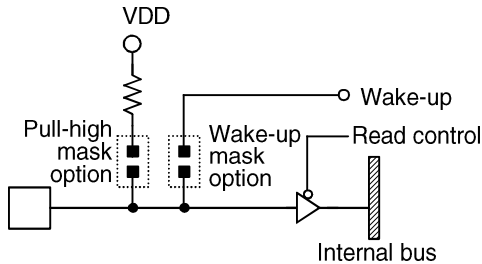 VDD
Pull-high
mask
option
Wake-up
mask
option
Wake-up
Read control
Internal bus